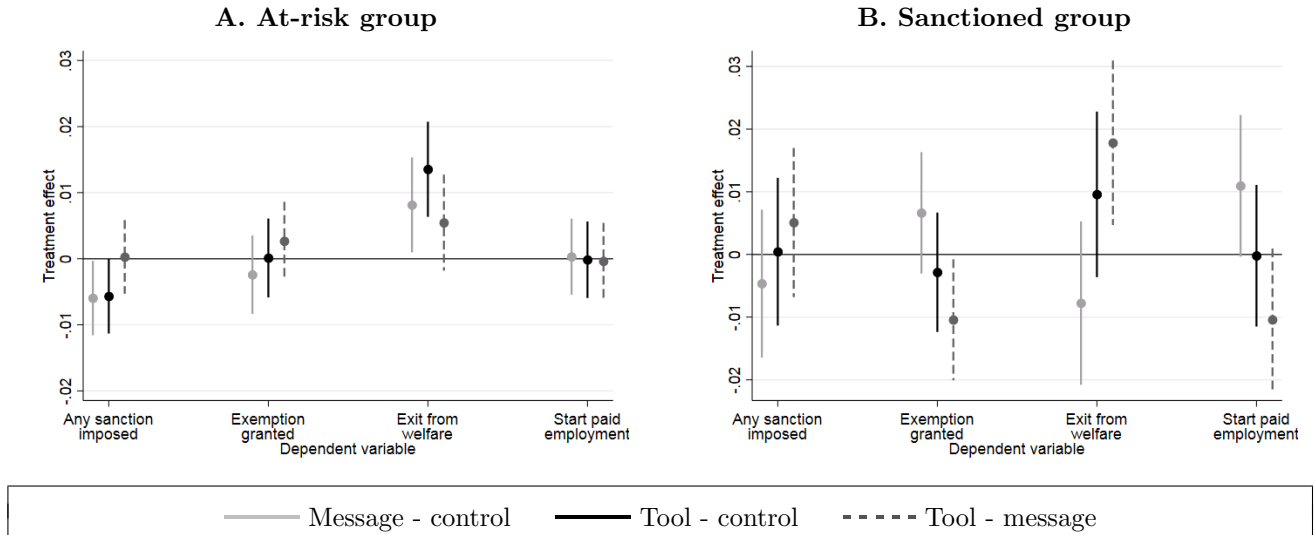 A. At-risk group
Treatment effect
.03
.02
.01
0
-.01
-.02
Any sanction
imposed
Exemption
granted
Exit from
welfare
Start paid
employment
Dependent variable
B. Sanctioned group
Treatment effect
.03
.02
.01
0
-.01
-.02
Any sanction
imposed
Exemption
granted
Exit from
welfare
Start paid
employment
Dependent variable
Message - control
Tool - control
Tool - message